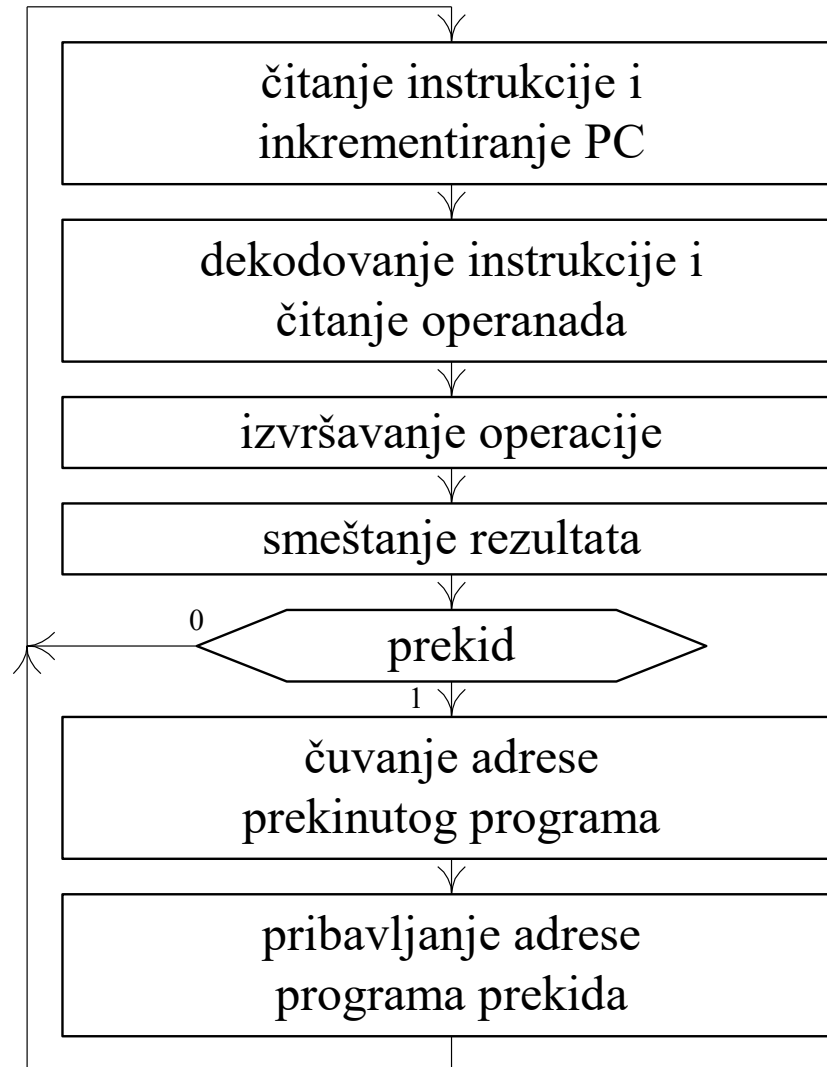 čitanje instrukcije i
inkrementiranje PC
dekodovanje instrukcije i
čitanje operanada
izvršavanje operacije
smeštanje rezultata
0
prekid
1
čuvanje adrese
prekinutog programa
pribavljanje adrese
programa prekida